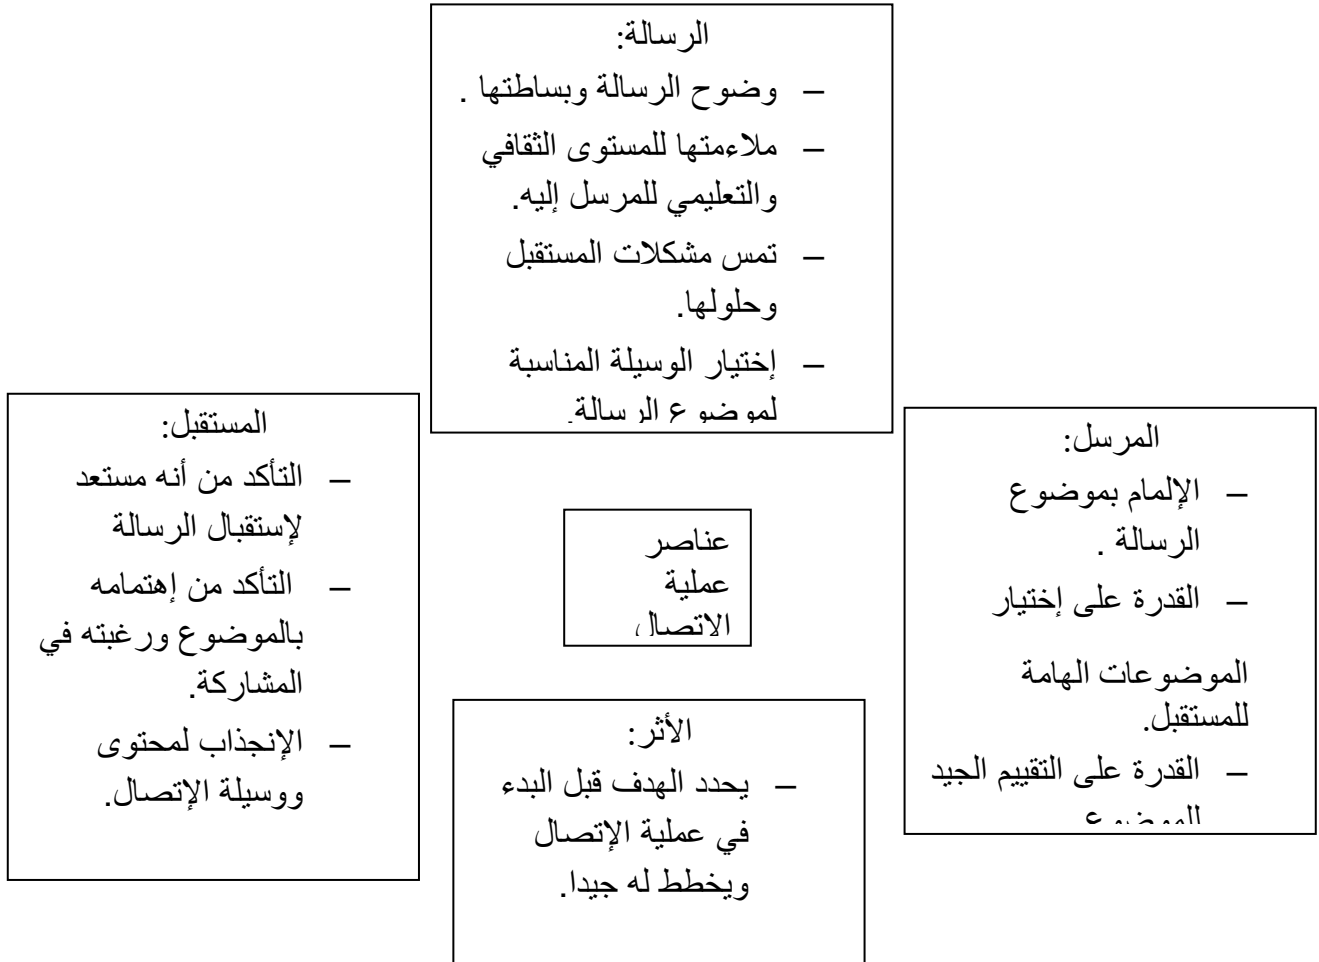 الرسالة:
– وضوح الرسالة وبساطتها .
– ملاءمتها للمستوى الثقافي
والتعليمي للمرسل إليه.
– تمس مشكلات المستقبل
وحلولها.
– إختيار الوسيلة المناسبة
لموضوع الرسالة.
المرسل:
– الإلمام بموضوع
الرسالة .
– القدرة على إختيار
الموضوعات الهامة
للمستقبل.
– القدرة على التقييم الجيد
للموضوع
عناصر
عملية
الاتصال
المستقبل:
– التأكد من أنه مستعد
لإستقبال الرسالة
– التأكد من إهتمامه
بالموضوع ورغبته في
المشاركة.
– الإنجذاب لمحتوى
ووسيلة الإتصال.
الأثر:
– يحدد الهدف قبل البدء
في عملية الإتصال
ويخطط له جيدا.